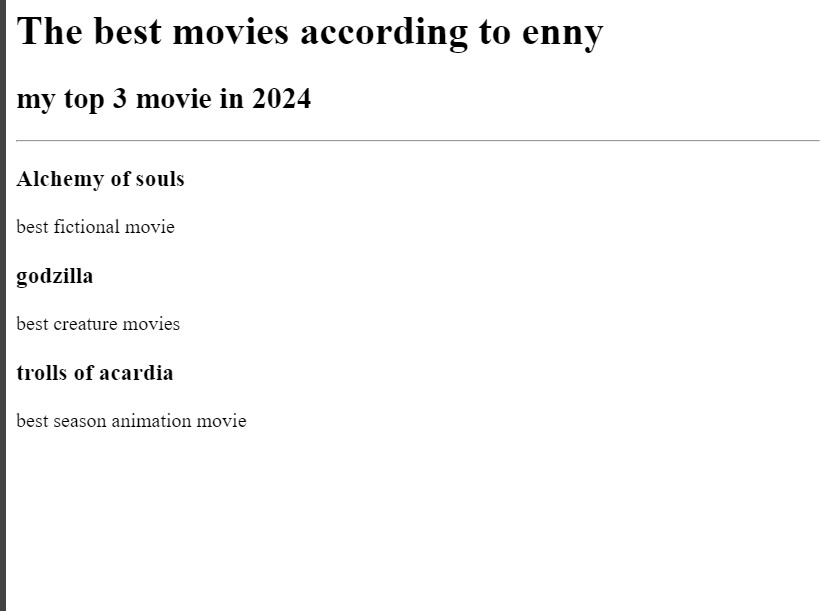 The best movies according to enny
my top 3 movie in 2024
Alchemy of souls
best fictional movie
godzilla
best creature movies
trolls of acardia
best season animation movie